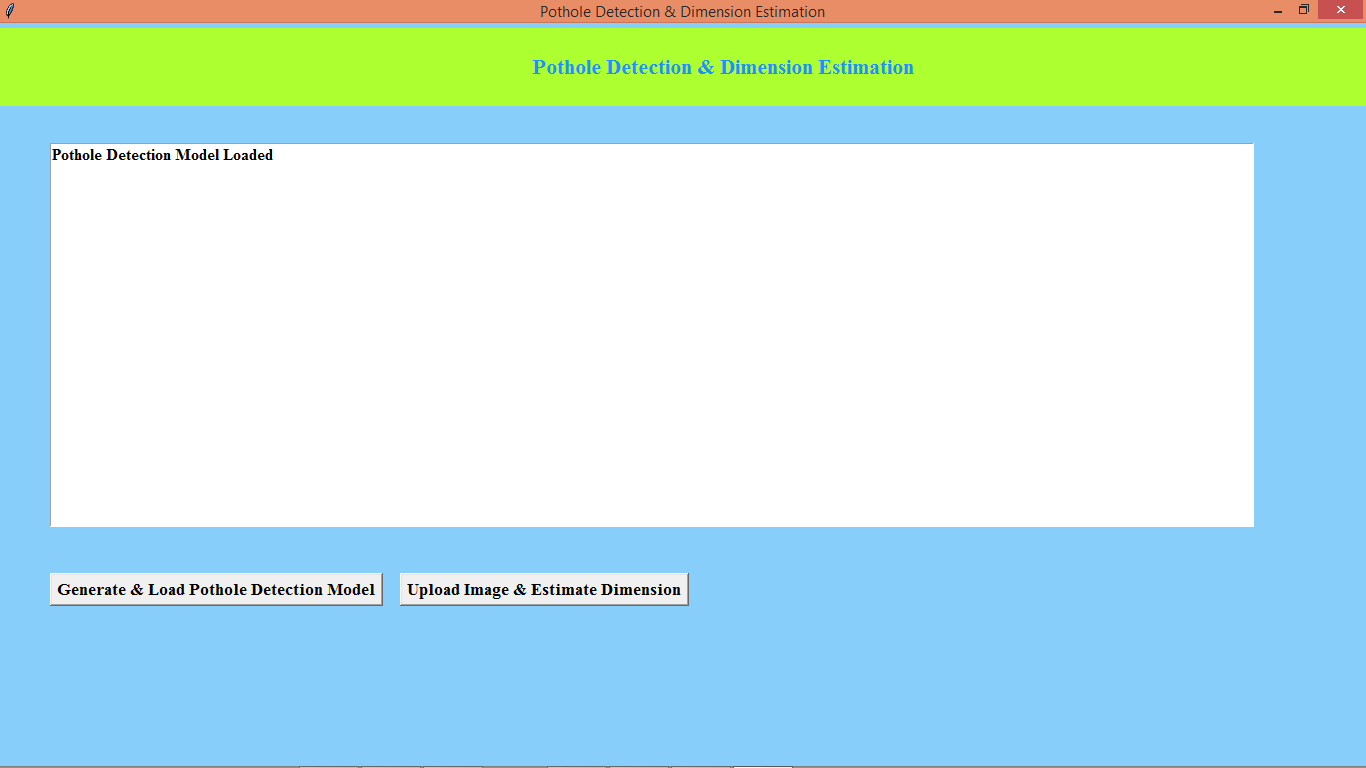 Pothole Detection & Dimension Estimation
Pothole Detection & Dimension Estimation
Pothole Detection Model Loaded
Generate & Load Pothole Detection Model
Upload Image & Estimate Dimension